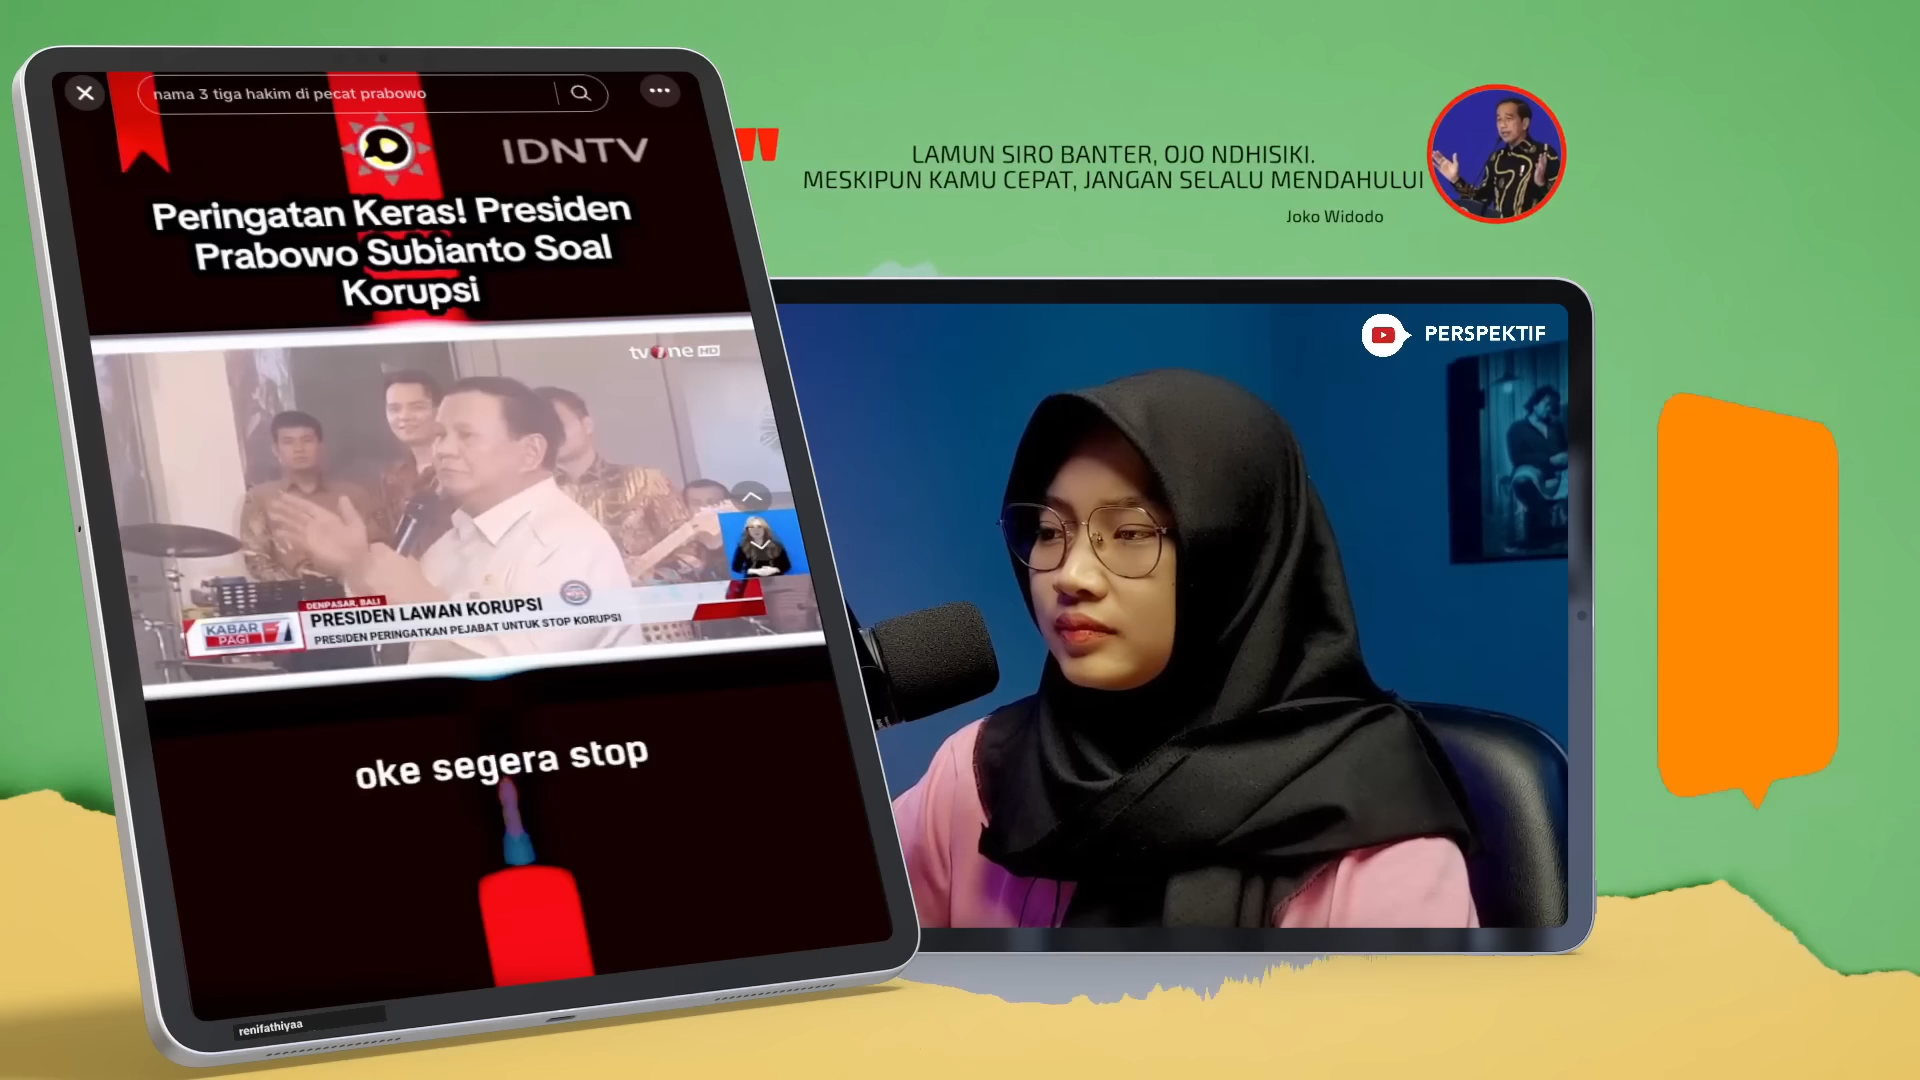 nama 3 tiga hakim di pecat prabowo
IDNTV
Peringatan Keras! Presiden
Prabowo Subianto Soal
Korupsi
tvOne HD
DENPASAR, BALI
KABAR
PAGI
PRESIDEN LAWAN KORUPSI
PRESIDEN PERINGATKAN PEJABAT UNTUK STOP KORUPSI
oke segera stop
renifathiyaa
LAMUN SIRO BANTER, OJO NDHISIKI.
MESKIPUN KAMU CEPAT, JANGAN SELALU MENDAHULUI
Joko Widodo
PERSPEKTIF